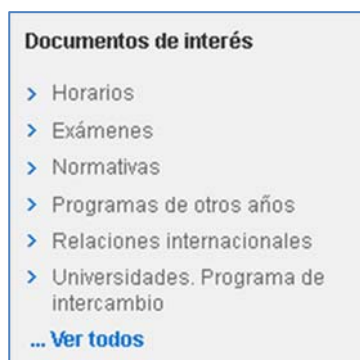 Documentos de interés
Horarios
Exámenes
Normativas
Programas de otros años
Relaciones internacionales
Universidades. Programa de
intercambio
... Ver todos